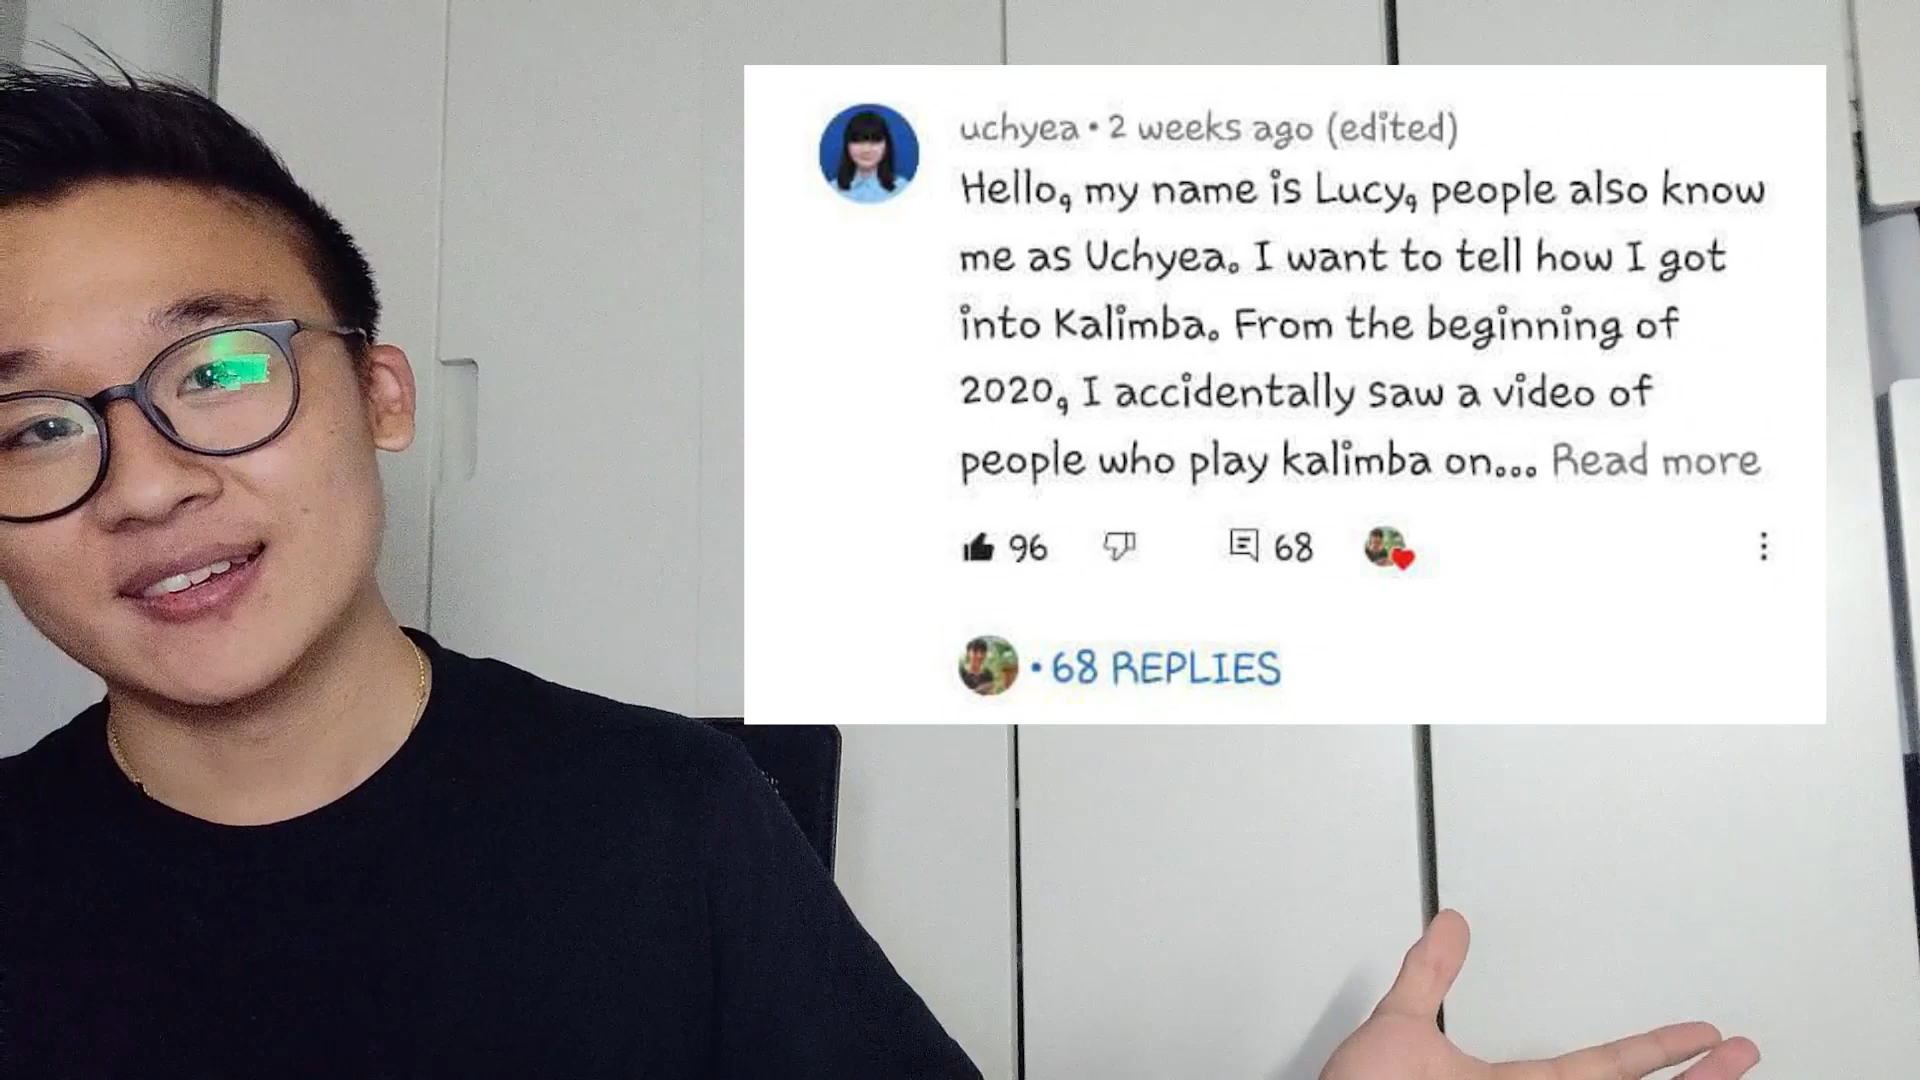 uchyea • 2 weeks ago (edited)
Hello, my name is Lucy, people also know
me as Uchyea. I want to tell how I got
into Kalimba. From the beginning of
2020, I accidentally saw a video of
people who play kalimba on... Read more
96 68
• 68 REPLIES